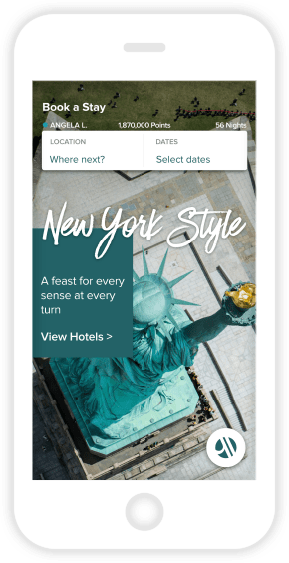 Book a Stay
ANGELA L. 1,870,000 Points 56 Nights
LOCATION DATES
Where next? Select dates
New York Style
A feast for every
sense at every
turn
View Hotels >